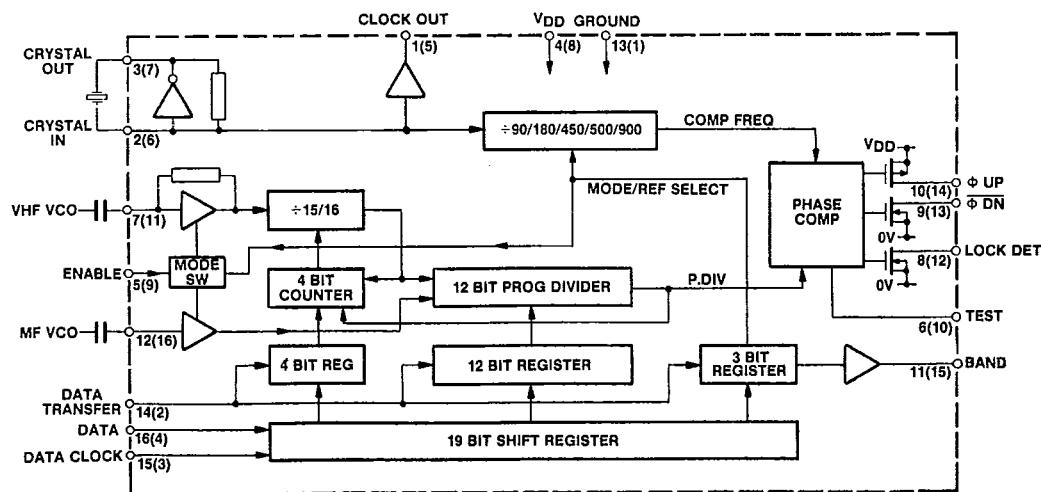 CLOCK OUT
1(5)
VDD GROUND
4(8)
13(1)
CRYSTAL
OUT
3(7)
CRYSTAL
IN
2(6)
÷90/180/450/500/900
COMP FREQ
VDD
10(14)
Φ UP
MODE/REF SELECT
PHASE
COMP
9(13)
Φ DN
0V
VHF VCO
7(11)
÷15/16
LOCK DET
8(12)
0V
ENABLE
5(9)
MODE
SW
4 BIT
COUNTER
12 BIT PROG DIVIDER
P.DIV
MF VCO
12(16)
TEST
6(10)
4 BIT REG
12 BIT REGISTER
3 BIT
REGISTER
BAND
11(15)
DATA
TRANSFER
14(2)
DATA
16(4)
19 BIT SHIFT REGISTER
DATA CLOCK
15(3)